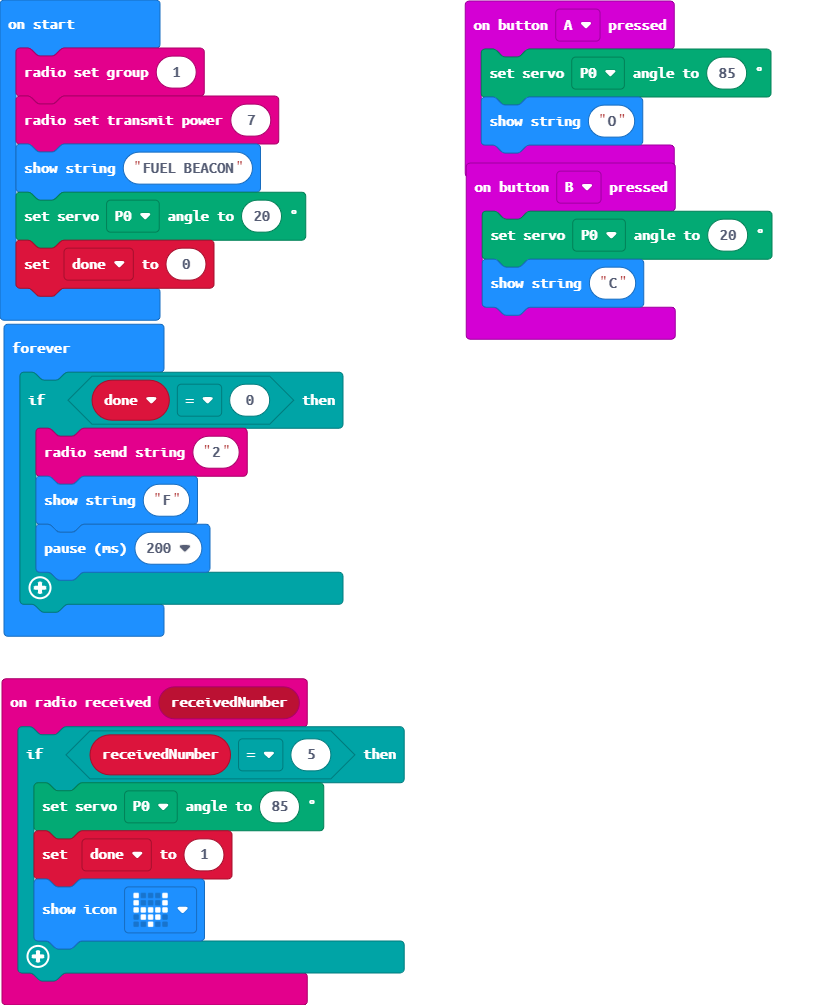 on start
radio set group 1
radio set transmit power 7
show string "FUEL BEACON"
set servo P0 angle to 20 °
set done to 0
forever
if done = 0 then
radio send string "2"
show string "F"
pause (ms) 200
on radio received receivedNumber
if receivedNumber = 5 then
set servo P0 angle to 85 °
set done to 1
show icon
on button A pressed
set servo P0 angle to 85 °
show string "O"
on button B pressed
set servo P0 angle to 20 °
show string "C"